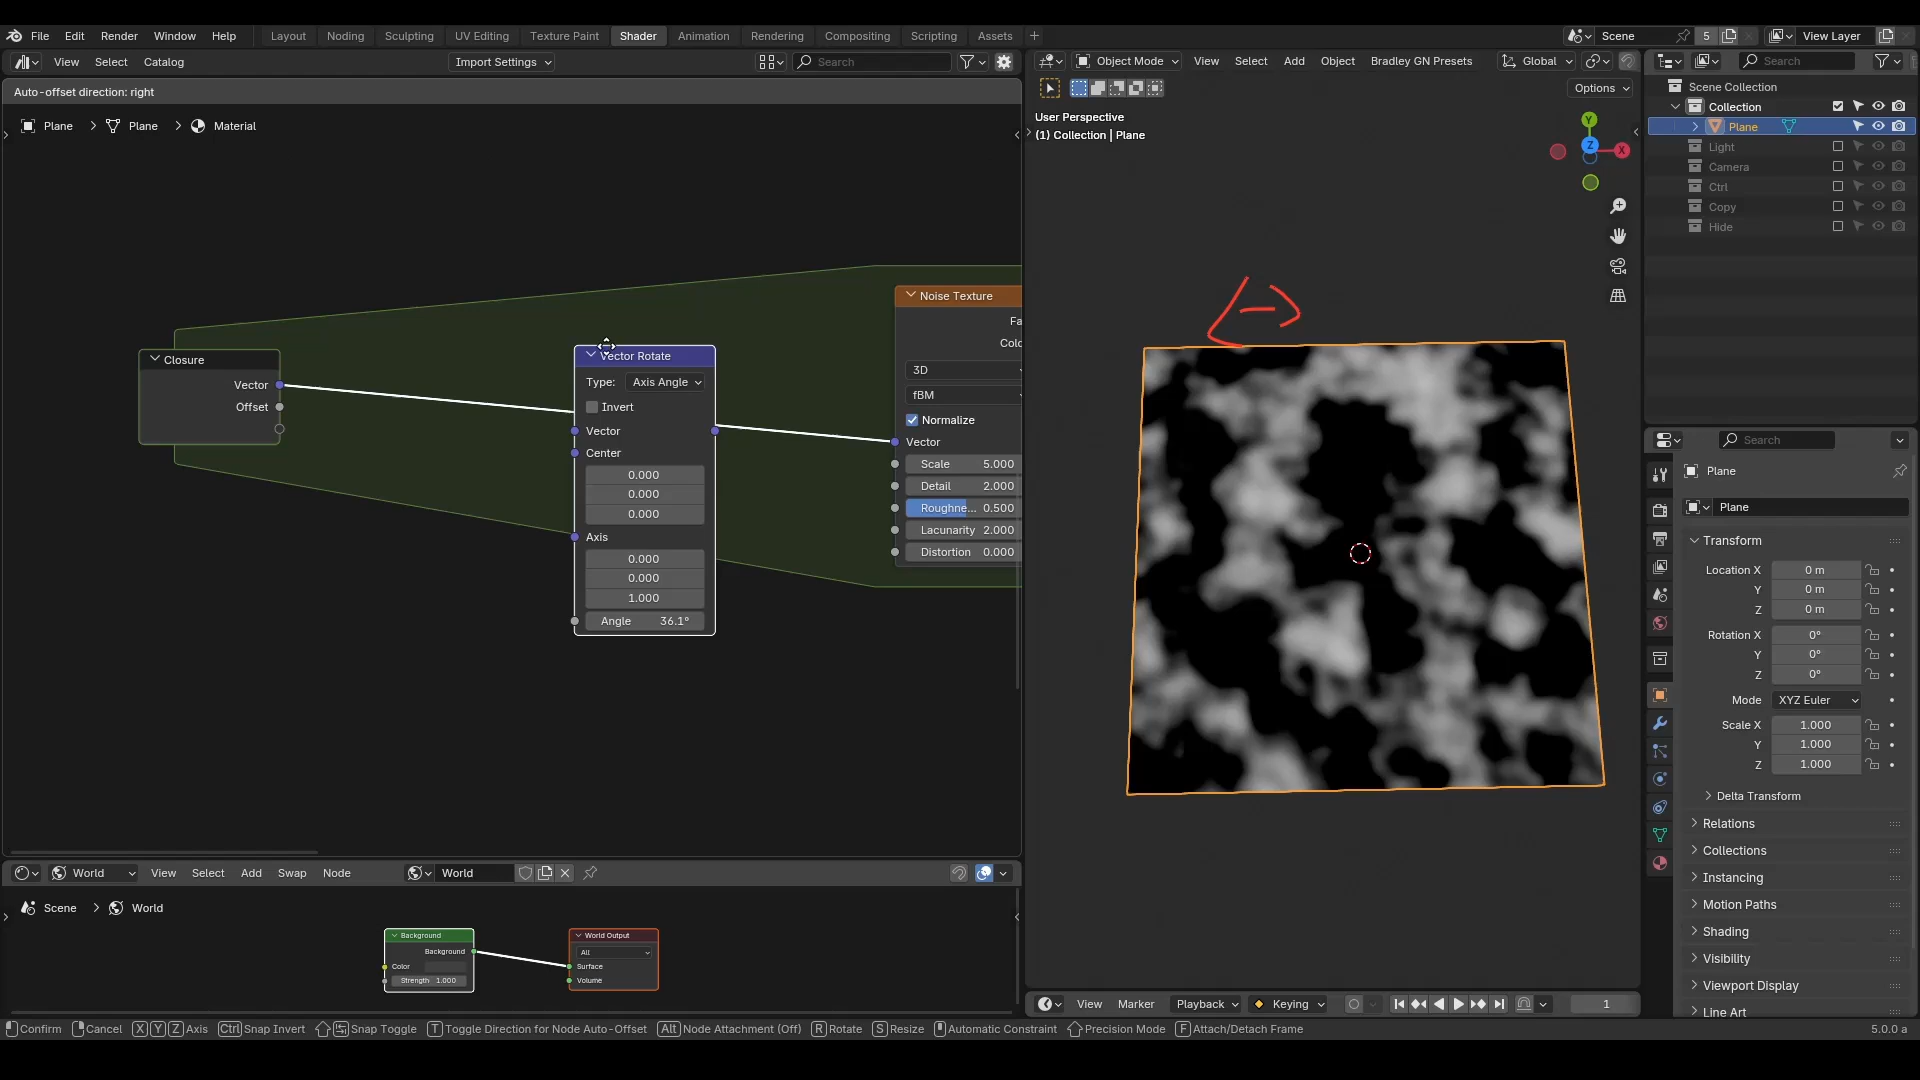 File Edit Render Window Help Layout Noding Sculpting UV Editing Texture Paint Shader Animation Rendering Compositing Scripting Assets + Scene 5 View Layer
View Select Catalog Import Settings Search
Auto-offset direction: right
Plane > Plane > Material
Closure
Vector
Offset
Vector Rotate
Type: Axis Angle
Invert
Vector
Center
0.000
0.000
0.000
Axis
0.000
0.000
1.000
Angle 36.1°
Noise Texture
Fa
Colo
3D
fBM
Normalize
Vector
Scale 5.000
Detail 2.000
Roughne... 0.500
Lacunarity 2.000
Distortion 0.000
World View Select Add Swap Node World
Scene > World
Background
Background
Color
Strength 1.000
World Output
All
Surface
Volume
Object Mode View Select Add Object Bradley GN Presets Global
Options
User Perspective
(1) Collection | Plane
Y
Z
X
View Marker Playback Keying 1
Search
Scene Collection
Collection
Plane
Light
Camera
Ctrl
Copy
Hide
Search
Plane
Plane
Transform
Location X 0 m
Y 0 m
Z 0 m
Rotation X 0°
Y 0°
Z 0°
Mode XYZ Euler
Scale X 1.000
Y 1.000
Z 1.000
Delta Transform
Relations
Collections
Instancing
Motion Paths
Shading
Visibility
Viewport Display
Line Art
Confirm Cancel X Y Z Axis Ctrl Snap Invert Snap Toggle T Toggle Direction for Node Auto-Offset Alt Node Attachment (Off) R Rotate S Resize Automatic Constraint Precision Mode F Attach/Detach Frame 5.0.0 a